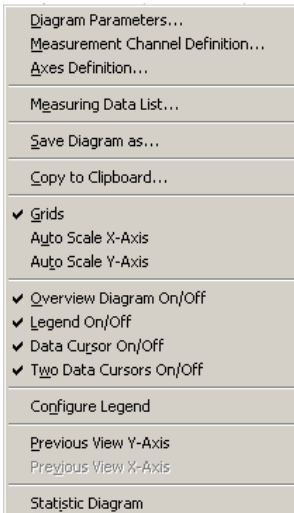 Diagram Parameters...
Measurement Channel Definition...
Axes Definition...
Measuring Data List...
Save Diagram as...
Copy to Clipboard...
Grids
Auto Scale X-Axis
Auto Scale Y-Axis
Overview Diagram On/Off
Legend On/Off
Data Cursor On/Off
Two Data Cursors On/Off
Configure Legend
Previous View Y-Axis
Previous View X-Axis
Statistic Diagram